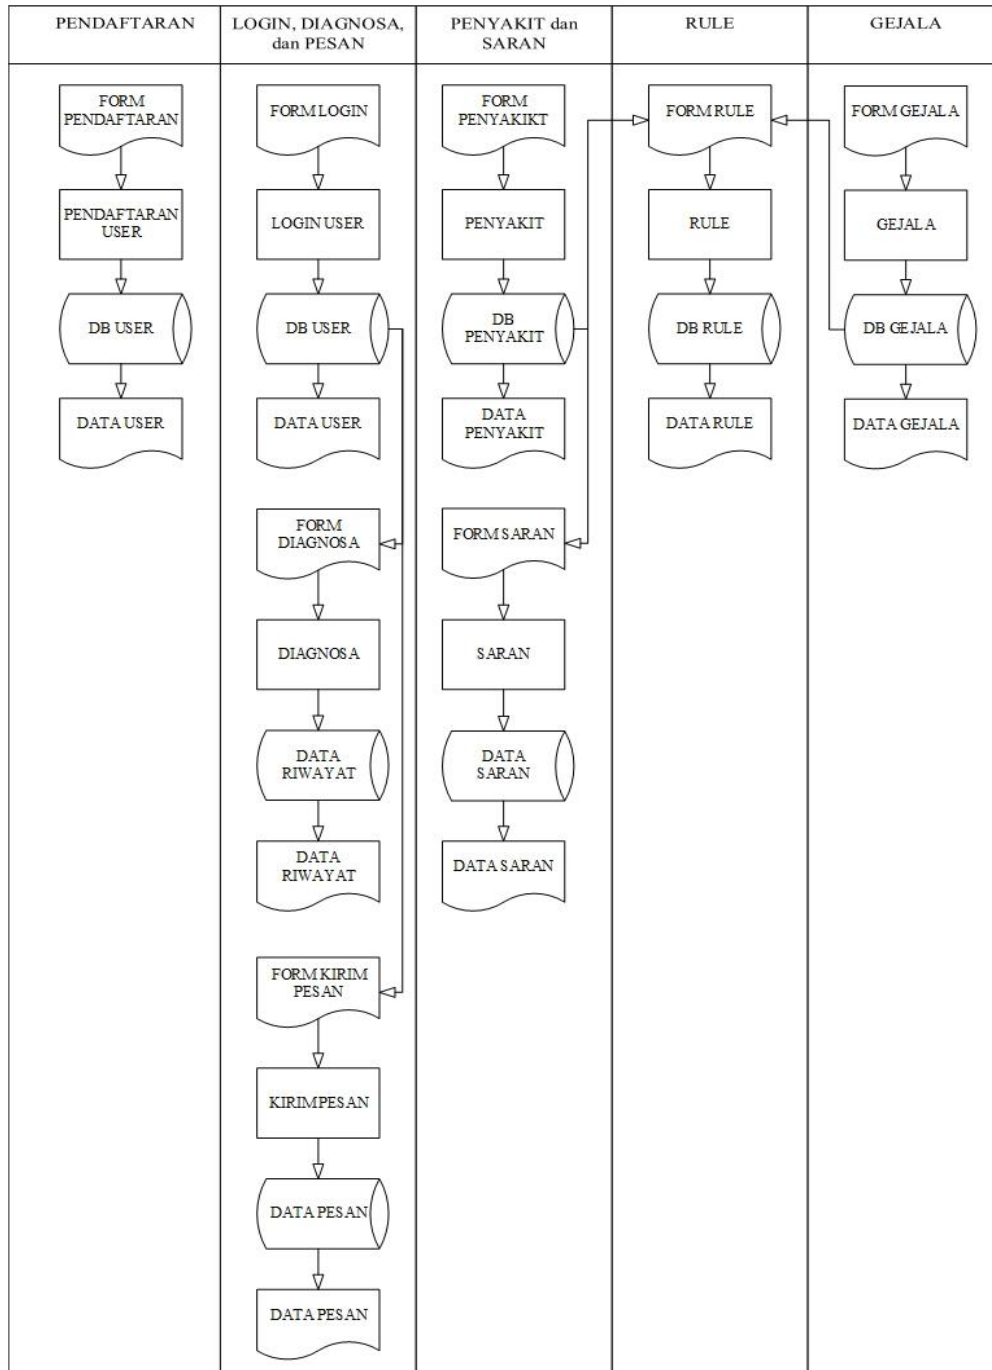 PENDAFTARAN
LOGIN, DIAGNOSA,
dan PESAN
PENYAKIT dan
SARAN
RULE
GEJALA
FORM
PENDAFTARAN
PENDAFTARAN
USER
DB USER
DATA USER
FORM LOGIN
LOGIN USER
DB USER
DATA USER
FORM
DIAGNOSA
DIAGNOSA
DATA
RIWAYAT
DATA
RIWAYAT
FORM KIRIM
PESAN
KIRIM PESAN
DATA PESAN
DATA PESAN
FORM
PENYAKIKT
PENYAKIT
DB
PENYAKIT
DATA
PENYAKIT
FORM SARAN
SARAN
DATA
SARAN
DATA SARAN
FORM RULE
RULE
DB RULE
DATA RULE
FORM GEJALA
GEJALA
DB GEJALA
DATA GEJALA